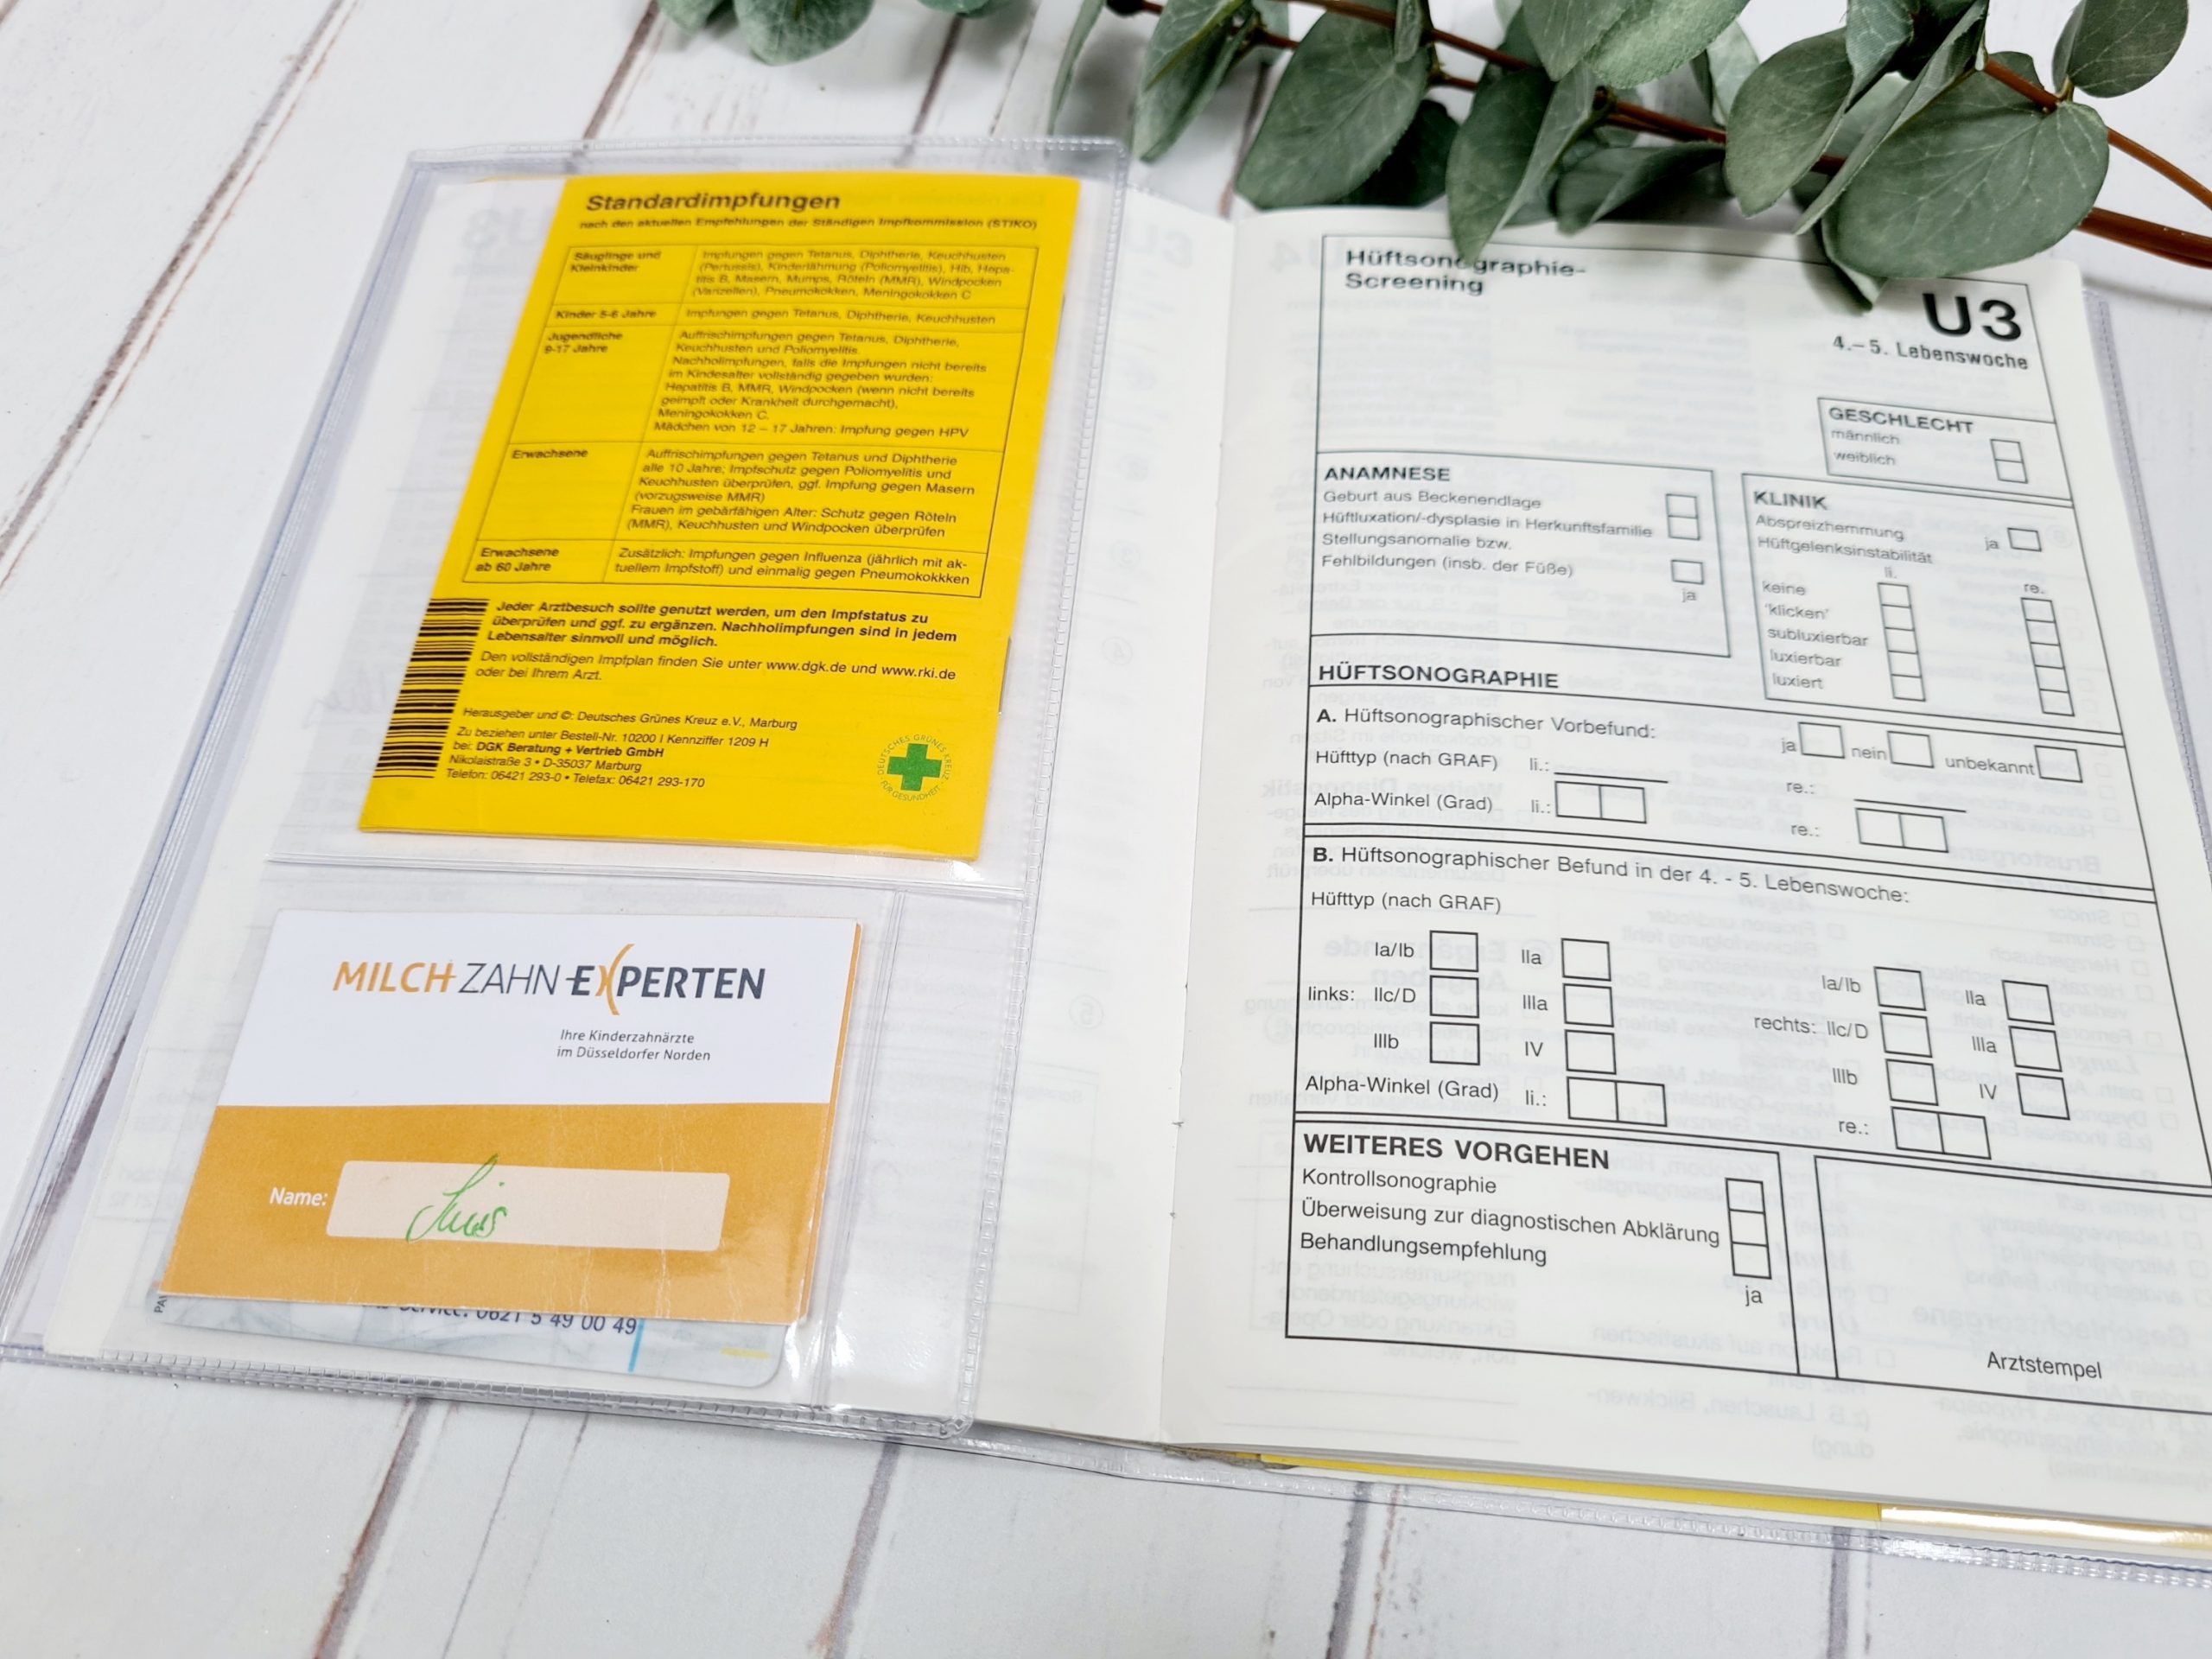 Standardimpfungen
nach den aktuellen Empfehlungen der Ständigen Impfkommission (STIKO)
Säuglinge und
Kleinkinder
Impfungen gegen Tetanus, Diphtherie, Keuchhusten
(Pertussis), Kinderlähmung (Poliomyelitis), Hib, Hepa-
titis B, Masern, Mumps, Röteln (MMR), Windpocken
(Varizellen), Pneumokokken, Meningokokken C
Kinder 5-6 Jahre
Impfungen gegen Tetanus, Diphtherie, Keuchhusten
Jugendliche
9-17 Jahre
Auffrischimpfungen gegen Tetanus, Diphtherie,
Keuchhusten und Poliomyelitis.
Nachholimpfungen, falls die Impfungen nicht bereits
im Kindesalter vollständig gegeben wurden:
Hepatitis B, MMR, Windpocken (wenn nicht bereits
geimpft oder Krankheit durchgemacht),
Meningokokken C.
Mädchen von 12 – 17 Jahren: Impfung gegen HPV
Erwachsene
Auffrischimpfungen gegen Tetanus und Diphtherie
alle 10 Jahre; Impfschutz gegen Poliomyelitis und
Keuchhusten überprüfen, ggf. Impfung gegen Masern
(vorzugsweise MMR)
Frauen im gebärfähigen Alter: Schutz gegen Röteln
(MMR), Keuchhusten und Windpocken überprüfen
Erwachsene
ab 60 Jahre
Zusätzlich: Impfungen gegen Influenza (jährlich mit ak-
tuellem Impfstoff) und einmalig gegen Pneumokokkken
Jeder Arztbesuch sollte genutzt werden, um den Impfstatus zu
überprüfen und ggf. zu ergänzen. Nachholimpfungen sind in jedem
Lebensalter sinnvoll und möglich.
Den vollständigen Impfplan finden Sie unter www.dgk.de und www.rki.de
oder bei Ihrem Arzt.
Herausgeber und ©: Deutsches Grünes Kreuz e.V., Marburg
Zu beziehen unter Bestell-Nr. 10200 I Kennziffer 1209 H
bei: DGK Beratung + Vertrieb GmbH
Nikolaistraße 3 • D-35037 Marburg
Telefon: 06421 293-0 • Telefax: 06421 293-170
DEUTSCHES GRÜNES KREUZ
FÜR GESUNDHEIT
MILCHZAHN EXPERTEN
Ihre Kinderzahnärzte
im Düsseldorfer Norden
Name:
Service: 0621 5 49 00 49
Hüftsonographie-
Screening
U3
4.– 5. Lebenswoche
GESCHLECHT
männlich
weiblich
ANAMNESE
Geburt aus Beckenendlage
Hüftluxation/-dysplasie in Herkunftsfamilie
Stellungsanomalie bzw.
Fehlbildungen (insb. der Füße)
ja
KLINIK
Abspreizhemmung ja
Hüftgelenksinstabilität
li. re.
keine
'klicken'
subluxierbar
luxierbar
luxiert
HÜFTSONOGRAPHIE
A. Hüftsonographischer Vorbefund: ja nein unbekannt
Hüfttyp (nach GRAF) li.: re.:
Alpha-Winkel (Grad) li.: re.:
B. Hüftsonographischer Befund in der 4. - 5. Lebenswoche:
Hüfttyp (nach GRAF)
Ia/Ib IIa Ia/Ib IIa
links: IIc/D IIIa rechts: IIc/D IIIa
IIIb IV IIIb IV
Alpha-Winkel (Grad) li.: re.:
WEITERES VORGEHEN
Kontrollsonographie
Überweisung zur diagnostischen Abklärung
Behandlungsempfehlung
ja
Arztstempel